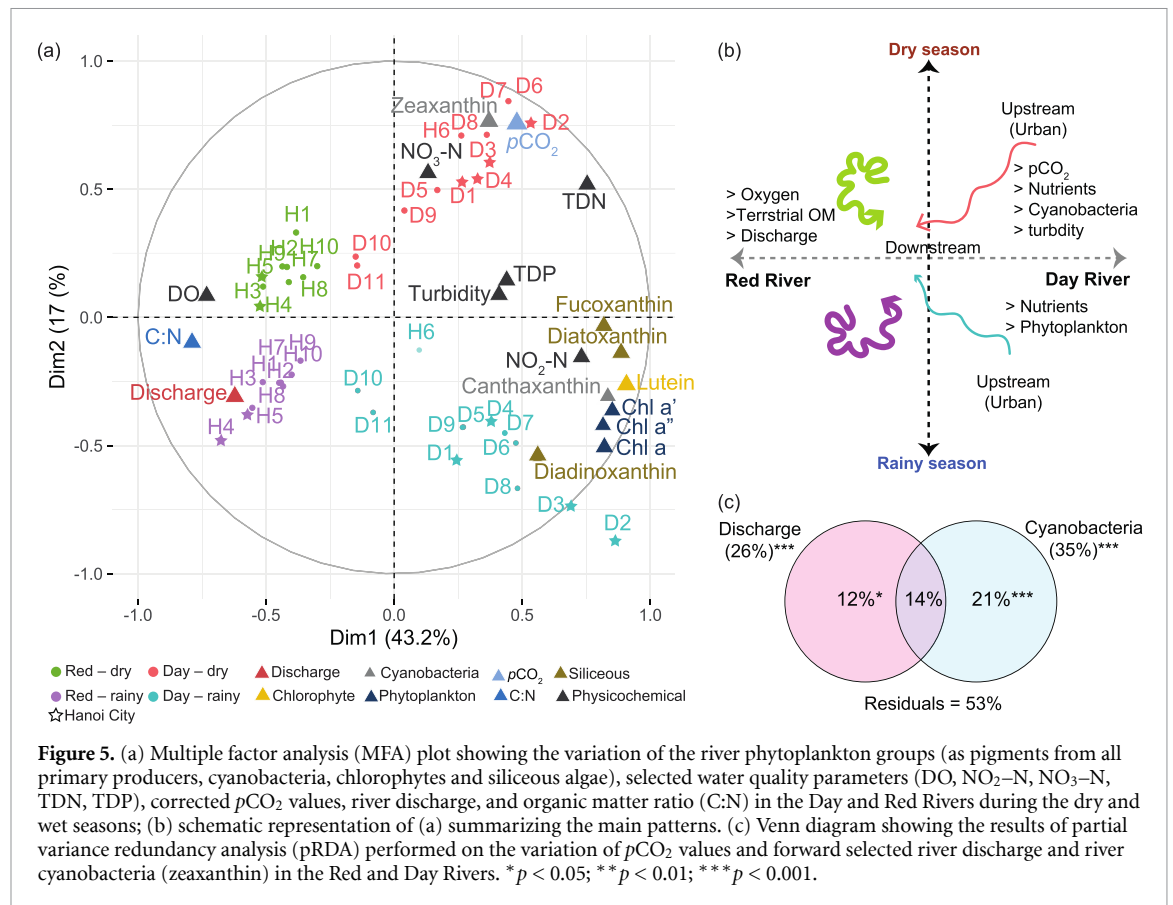 (a)
1.0
0.5
0.0
-0.5
-1.0
Dim2 (17 (%)
-1.0
-0.5
0.0
0.5
1.0
Dim1 (43.2%)
D7
D6
Zeaxanthin
D8
D2
H6
pCO2
NO3-N
D3
D4
D5
D1
TDN
D9
H1
H2
H10
H9
H5
H7
H3
H8
H4
D10
D11
DO
TDP
Turbidity
Fucoxanthin
C:N
H6
Diatoxanthin
H9
H7
H10
NO2-N
H1
H2
H3
Lutein
Discharge
H8
Canthaxanthin
D10
H5
H4
D11
D5
D4
Chl a’
D9
D7
Chl a”
D6
D1
Chl a
Diadinoxanthin
D8
D3
D2
Red – dry
Day – dry
Discharge
Cyanobacteria
pCO2
Siliceous
Red – rainy
Day – rainy
Chlorophyte
Phytoplankton
C:N
Physicochemical
Hanoi City
(b)
Dry season
Upstream
(Urban)
> pCO2
> Nutrients
> Cyanobacteria
> turbdity
> Oxygen
>Terrstrial OM
> Discharge
Downstream
Red River
Day River
> Nutrients
> Phytoplankton
Upstream
(Urban)
Rainy season
(c)
Discharge
(26%)***
Cyanobacteria
(35%)***
12%*
14%
21%***
Residuals = 53%
Figure 5. (a) Multiple factor analysis (MFA) plot showing the variation of the river phytoplankton groups (as pigments from all
primary producers, cyanobacteria, chlorophytes and siliceous algae), selected water quality parameters (DO, NO2–N, NO3–N,
TDN, TDP), corrected pCO2 values, river discharge, and organic matter ratio (C:N) in the Day and Red Rivers during the dry and
wet seasons; (b) schematic representation of (a) summarizing the main patterns. (c) Venn diagram showing the results of partial
variance redundancy analysis (pRDA) performed on the variation of pCO2 values and forward selected river discharge and river
cyanobacteria (zeaxanthin) in the Red and Day Rivers. *p < 0.05; **p < 0.01; ***p < 0.001.